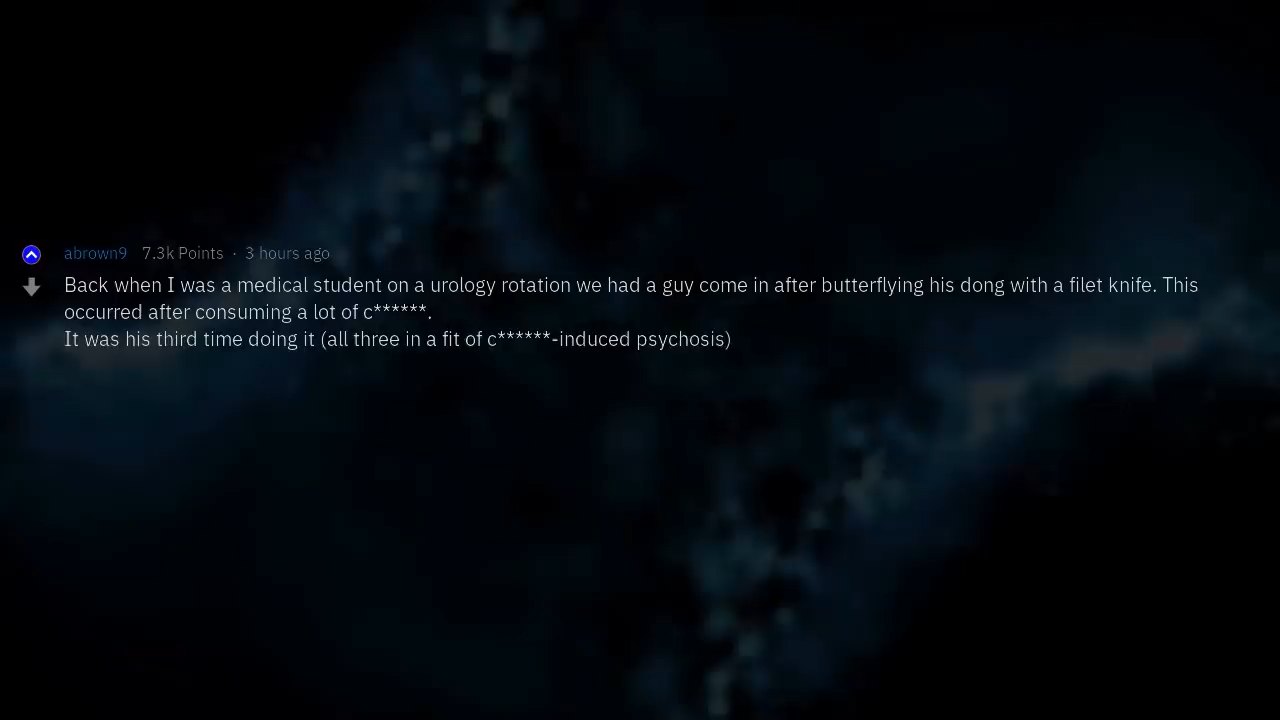 abrown9 7.3k Points · 3 hours ago
Back when I was a medical student on a urology rotation we had a guy come in after butterflying his dong with a filet knife. This
occurred after consuming a lot of c******.
It was his third time doing it (all three in a fit of c******-induced psychosis)